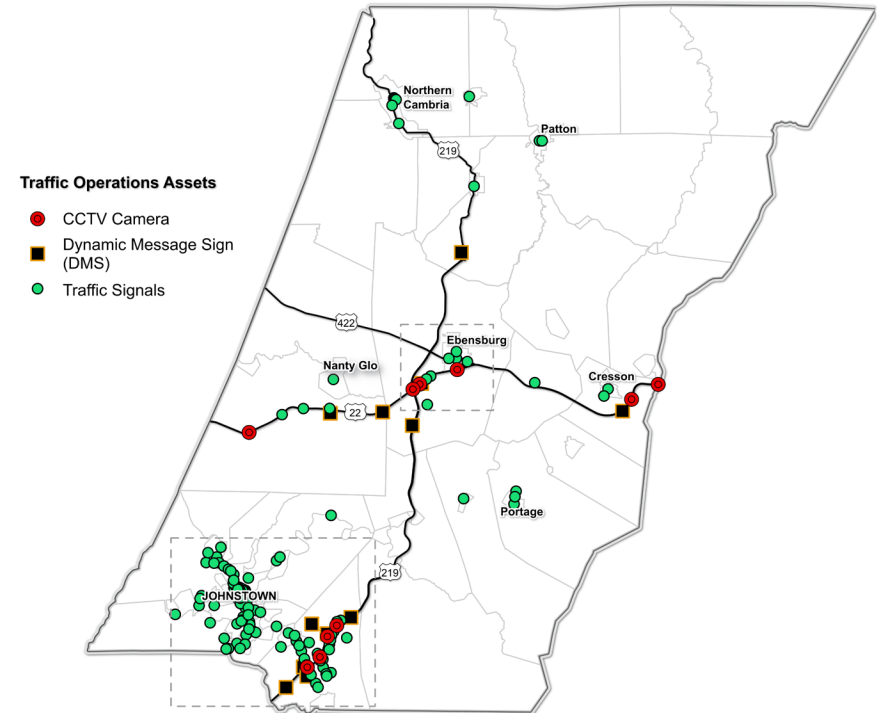 Northern
Cambria
Patton
219
Traffic Operations Assets
CCTV Camera
Dynamic Message Sign
(DMS)
Traffic Signals
422
Ebensburg
Nanty Glo
Cresson
22
Portage
219
JOHNSTOWN